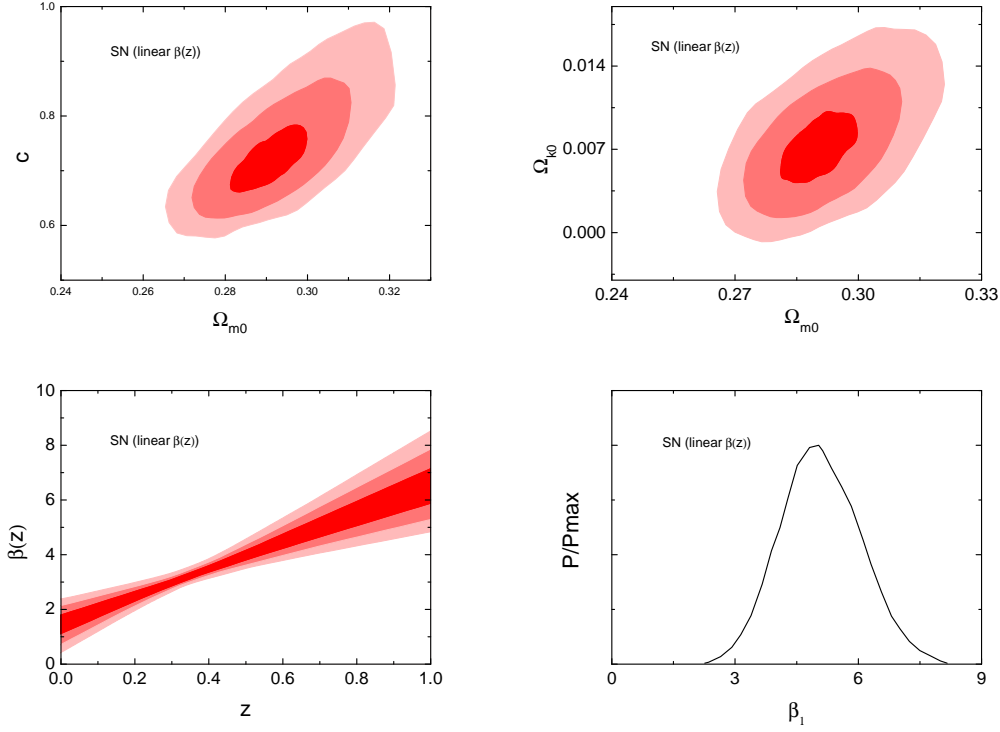 1.0
0.8
0.6
c
SN (linear β(z))
0.24 0.26 0.28 0.30 0.32
Ωm0
0.014
0.007
0.000
Ωk0
SN (linear β(z))
0.24 0.27 0.30 0.33
Ωm0
10
8
6
4
2
0
β(z)
SN (linear β(z))
0.0 0.2 0.4 0.6 0.8 1.0
z
P/Pmax
SN (linear β(z))
0 3 6 9
β1